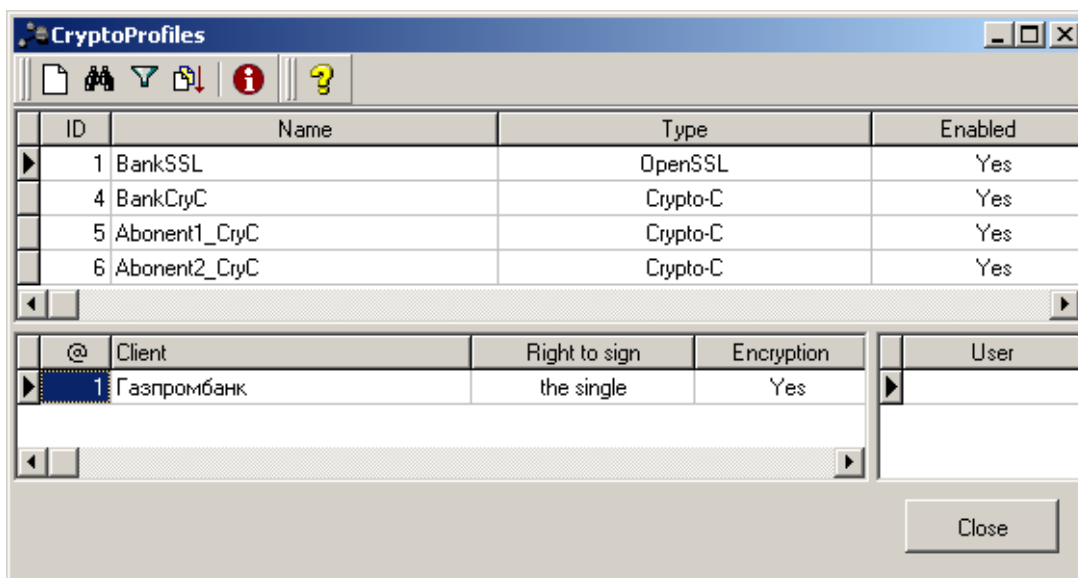 CryptoProfiles
ID Name Type Enabled
1 BankSSL OpenSSL Yes
4 BankCryC Crypto-C Yes
5 Abonent1_CryC Crypto-C Yes
6 Abonent2_CryC Crypto-C Yes
@ Client Right to sign Encryption User
1 Газпромбанк the single Yes
Close